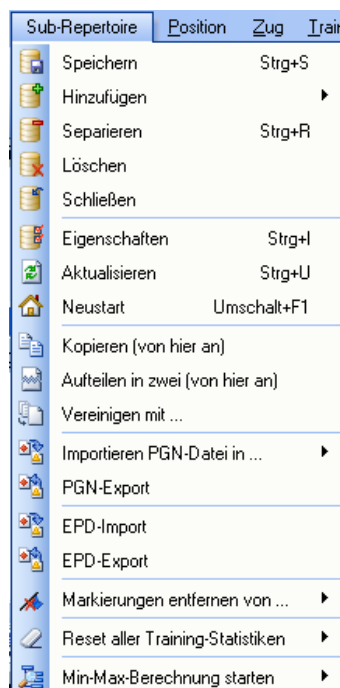 Sub-Repertoire Position Zug Trair
Speichern Strg+S
Hinzufügen
Separieren Strg+R
Löschen
Schließen
Eigenschaften Strg+I
Aktualisieren Strg+U
Neustart Umschalt+F1
Kopieren (von hier an)
Aufteilen in zwei (von hier an)
Vereinigen mit ...
Importieren PGN-Datei in ...
PGN-Export
EPD-Import
EPD-Export
Markierungen entfernen von ...
Reset aller Training-Statistiken
Min-Max-Berechnung starten